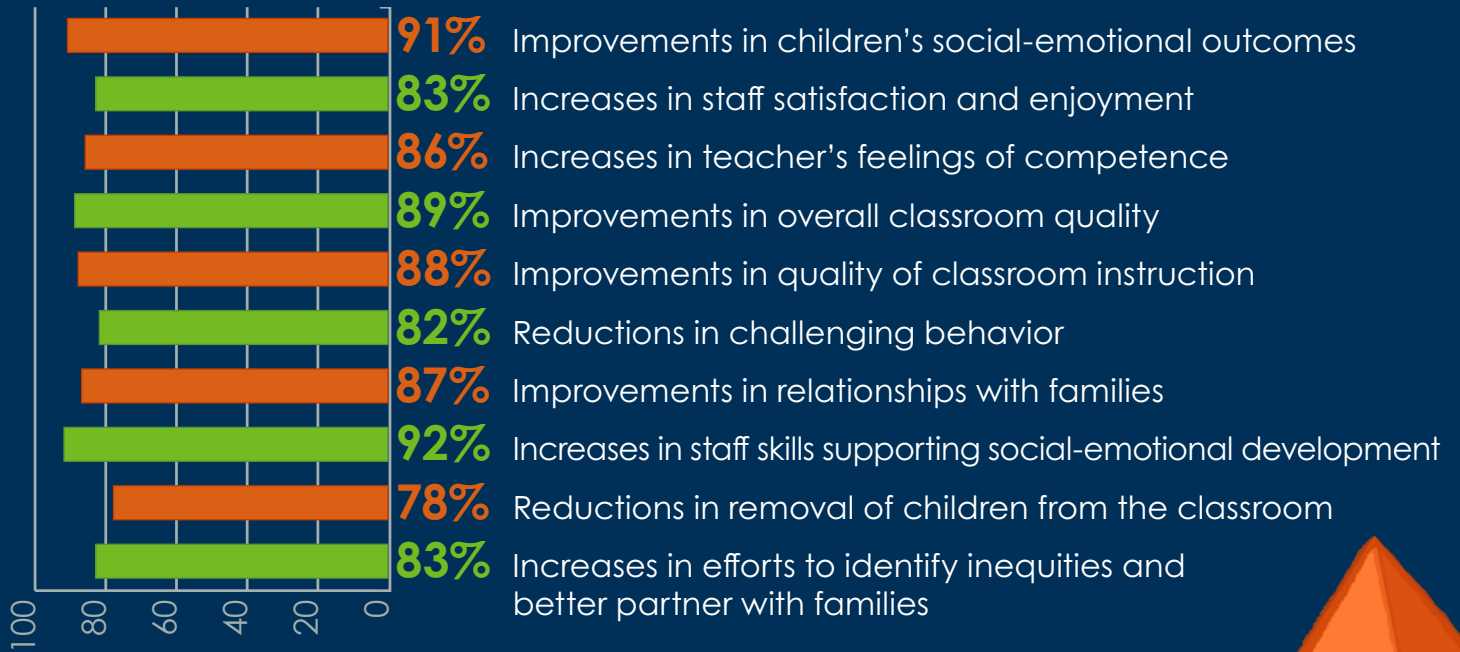 91% Improvements in children's social-emotional outcomes
83% Increases in staff satisfaction and enjoyment
86% Increases in teacher's feelings of competence
89% Improvements in overall classroom quality
88% Improvements in quality of classroom instruction
82% Reductions in challenging behavior
87% Improvements in relationships with families
92% Increases in staff skills supporting social-emotional development
78% Reductions in removal of children from the classroom
83% Increases in efforts to identify inequities and
better partner with families
100 80 60 40 20 0